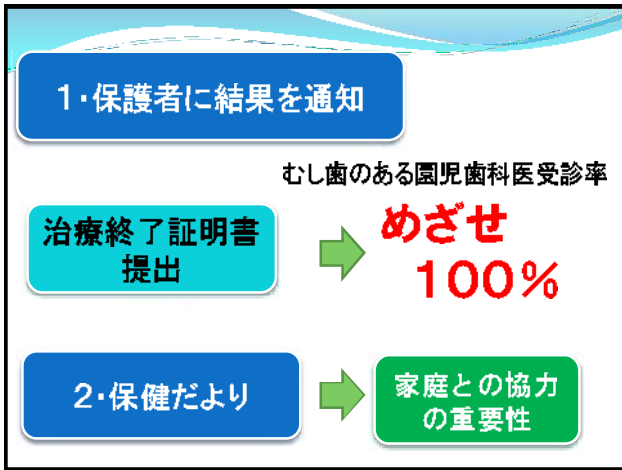 1・保護者に結果を通知
むし歯のある園児歯科医受診率
治療終了証明書
提出
めざせ
100%
2・保健だより
家庭との協力
の重要性